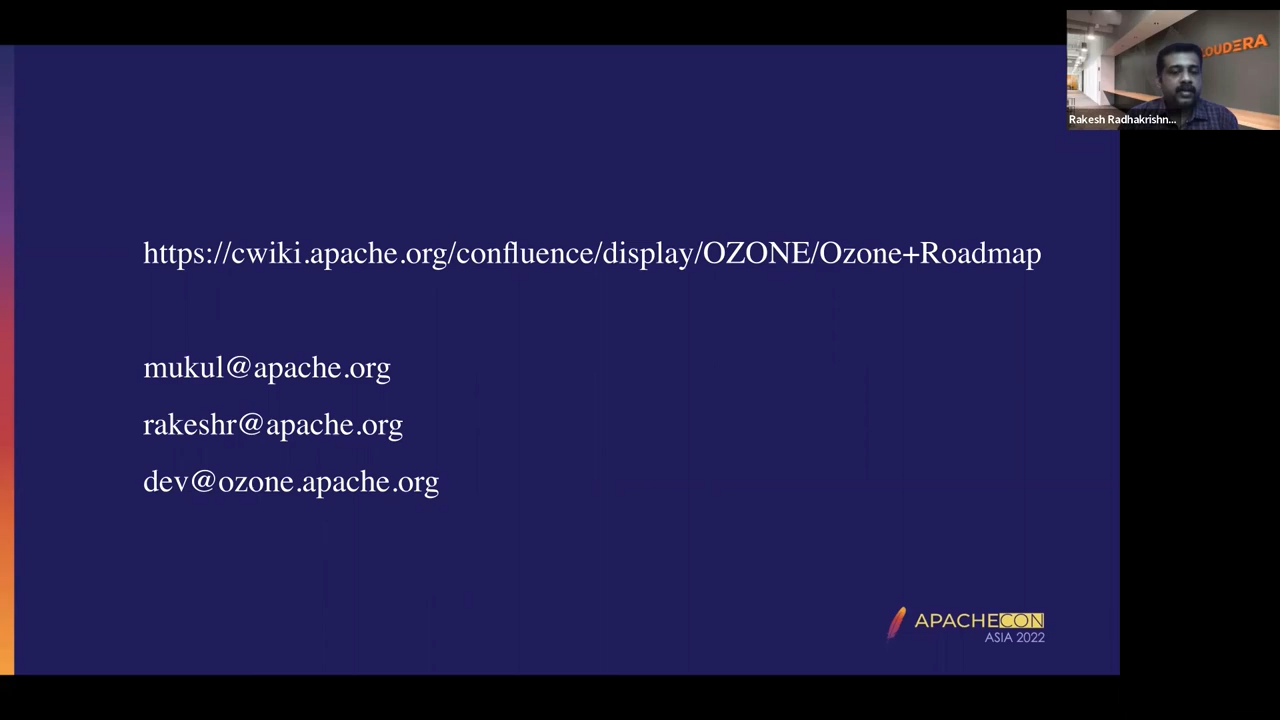 LOUDERA
Rakesh Radhakrishn...
https://cwiki.apache.org/confluence/display/OZONE/Ozone+Roadmap
mukul@apache.org
rakeshr@apache.org
dev@ozone.apache.org
APACHECON
ASIA 2022